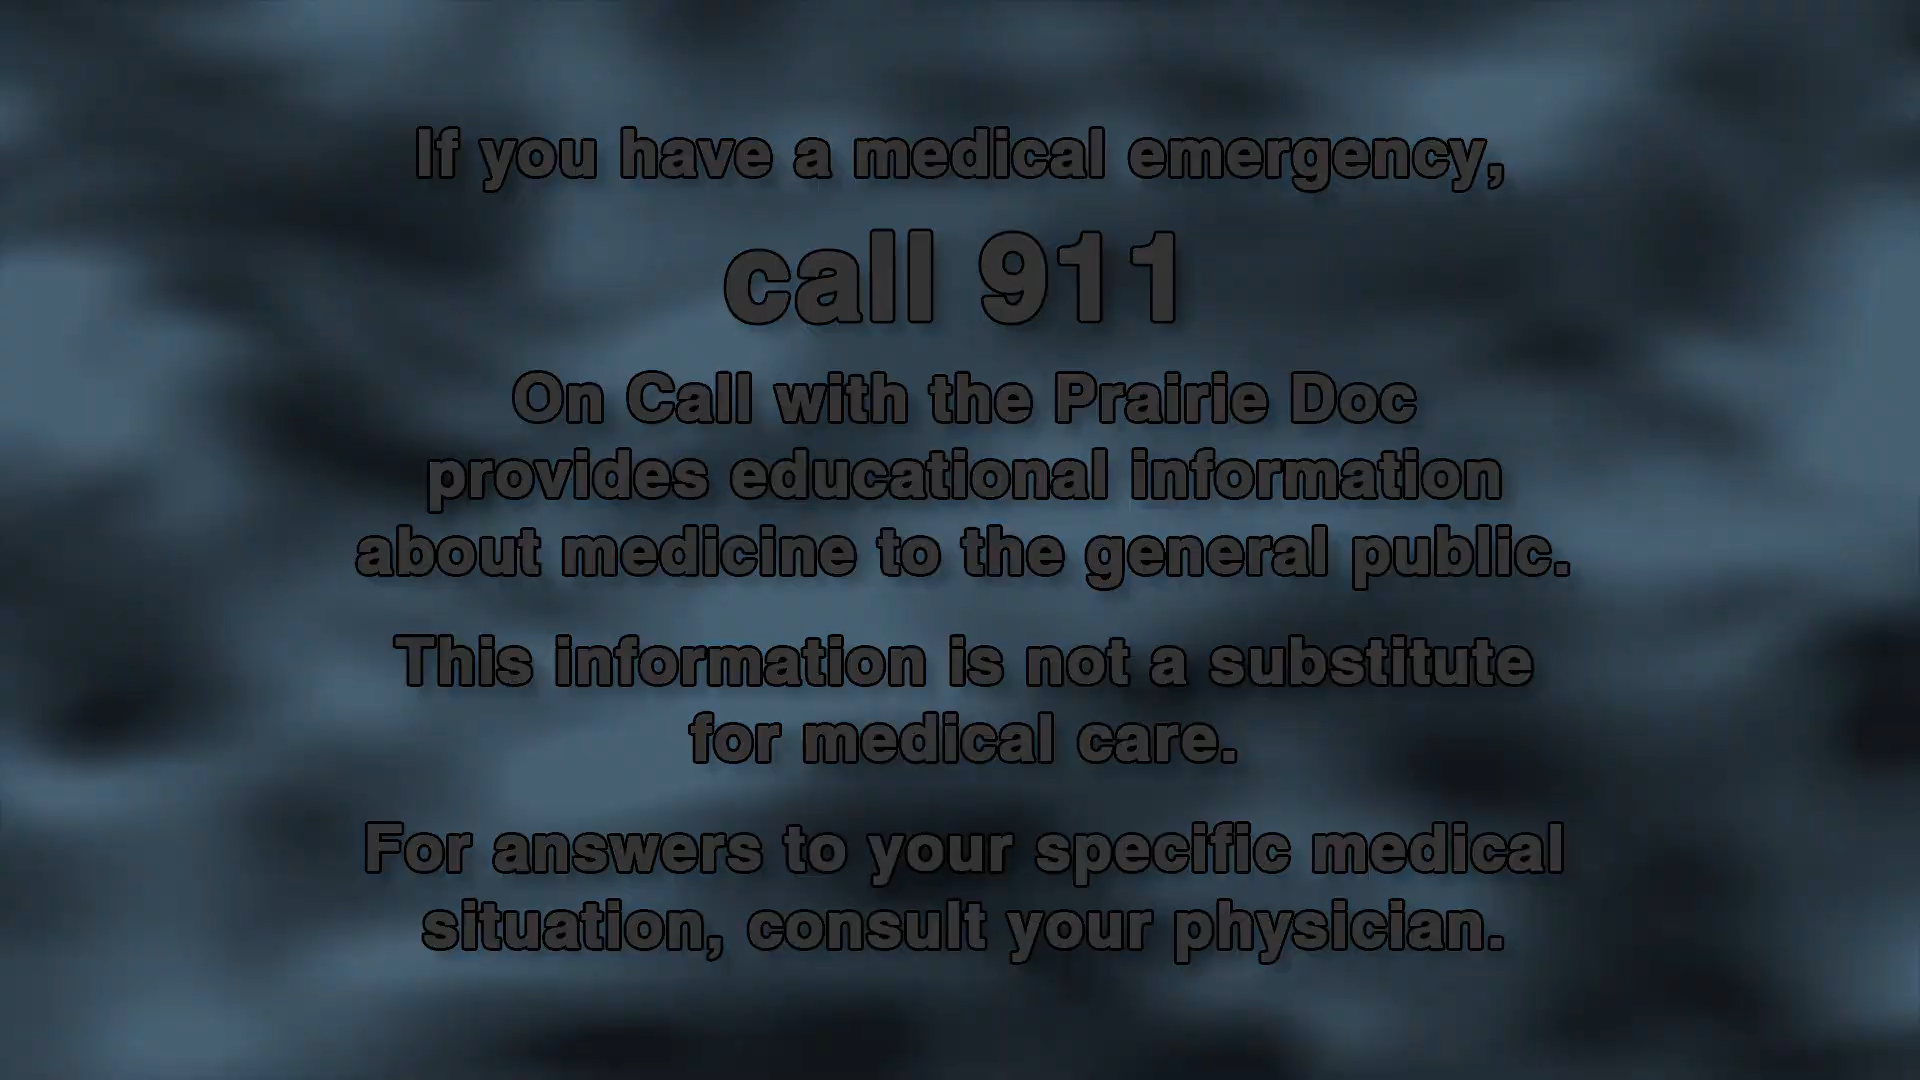 If you have a medical emergency,
call 911
On Call with the Prairie Doc
provides educational information
about medicine to the general public.
This information is not a substitute
for medical care.
For answers to your specific medical
situation, consult your physician.